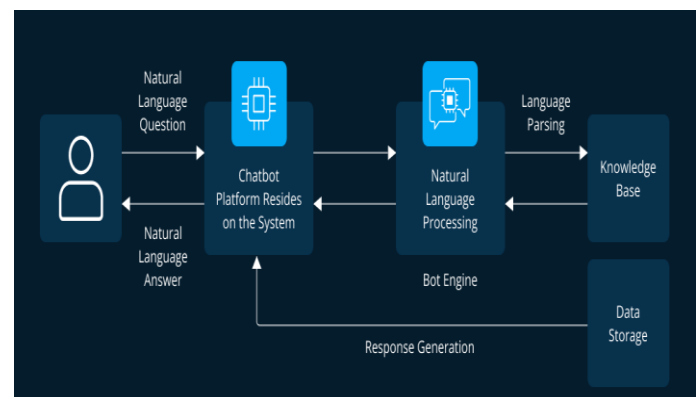 Natural
Language
Question
Chatbot
Platform Resides
on the System
Natural
Language
Answer
Natural
Language
Processing
Bot Engine
Language
Parsing
Knowledge
Base
Data
Storage
Response Generation